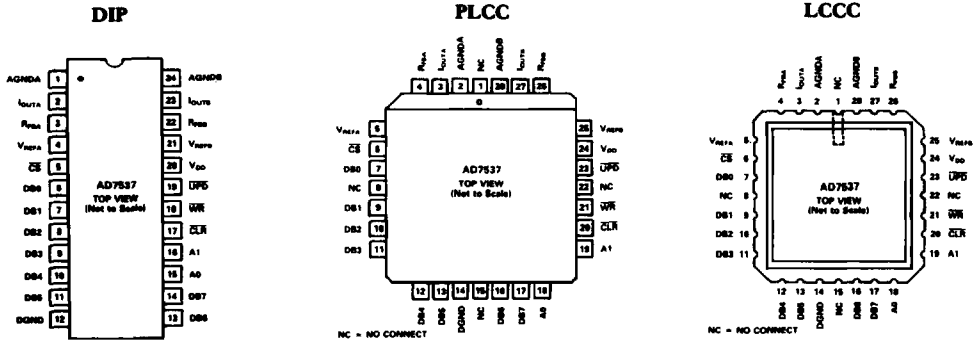 DIP
AGNDA 1
24 AGNDB
IOUTA 2
23 IOUTB
RFBA 3
22 RFBB
VREFA 4
21 VREFB
CS 5
20 VDD
DB0 6
19 UPD
DB1 7
18 WR
DB2 8
17 CLR
DB3 9
16 A1
DB4 10
15 A0
DB5 11
14 DB7
DGND 12
13 DB6
AD7537
TOP VIEW
(Not to Scale)
PLCC
RFBA IOUTA AGNDA NC AGNDB IOUTB RFBB
4 3 2 1 28 27 26
VREFA 5
25 VREFB
CS 6
24 VDD
DB0 7
23 UPD
NC 8
22 NC
DB1 9
21 WR
DB2 10
20 CLR
DB3 11
19 A1
AD7537
TOP VIEW
(Not to Scale)
12 13 14 15 16 17 18
DB4 DB5 DGND NC DB6 DB7 A0
NC = NO CONNECT
LCCC
RFBA IOUTA AGNDA NC AGNDB IOUTB RFBB
4 3 2 1 28 27 26
VREFA 5
25 VREFB
CS 6
24 VDD
DB0 7
23 UPD
NC 8
22 NC
DB1 9
21 WR
DB2 10
20 CLR
DB3 11
19 A1
AD7537
TOP VIEW
(Not to Scale)
12 13 14 15 16 17 18
DB4 DB5 DGND NC DB6 DB7 A0
NC = NO CONNECT